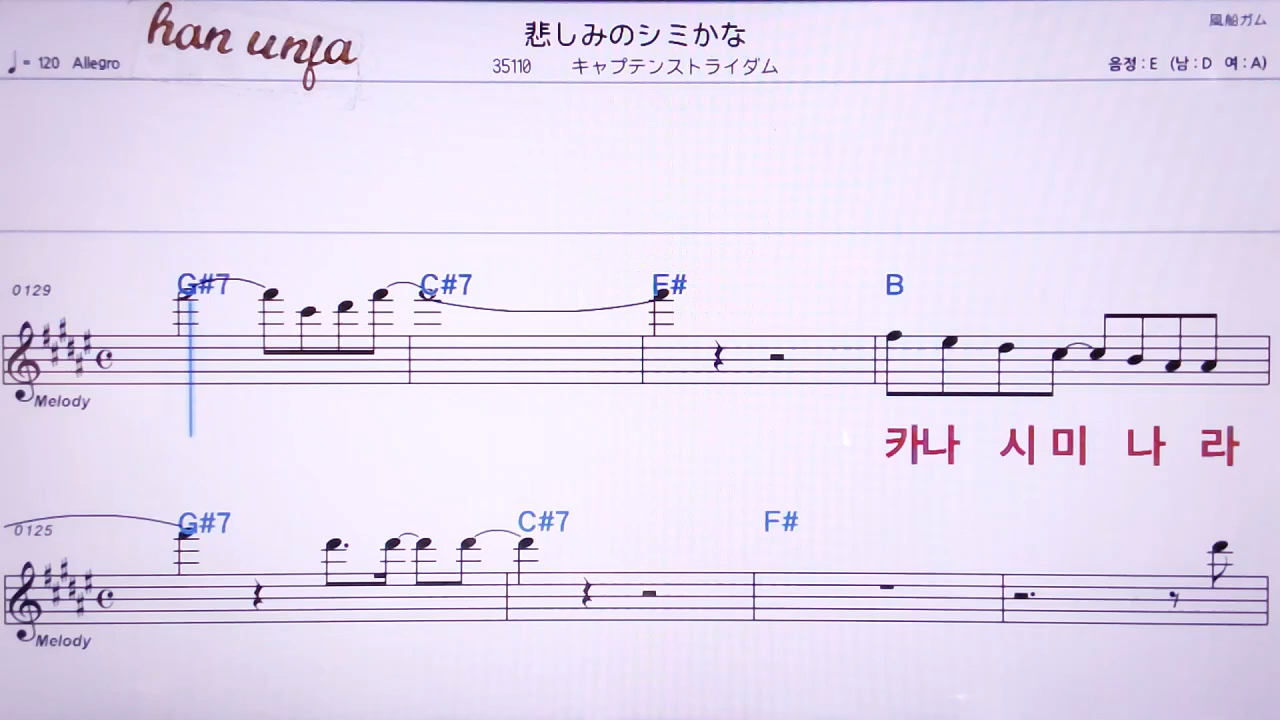 han unja
悲しみのシミかな
風船ガム
♩= 120 Allegro
35110 キャプテンストライダム
음정:E (남:D 여:A)
0129 G#7 C#7 F# B
Melody
카나 시미 나 라
0125 G#7 C#7 F#
Melody